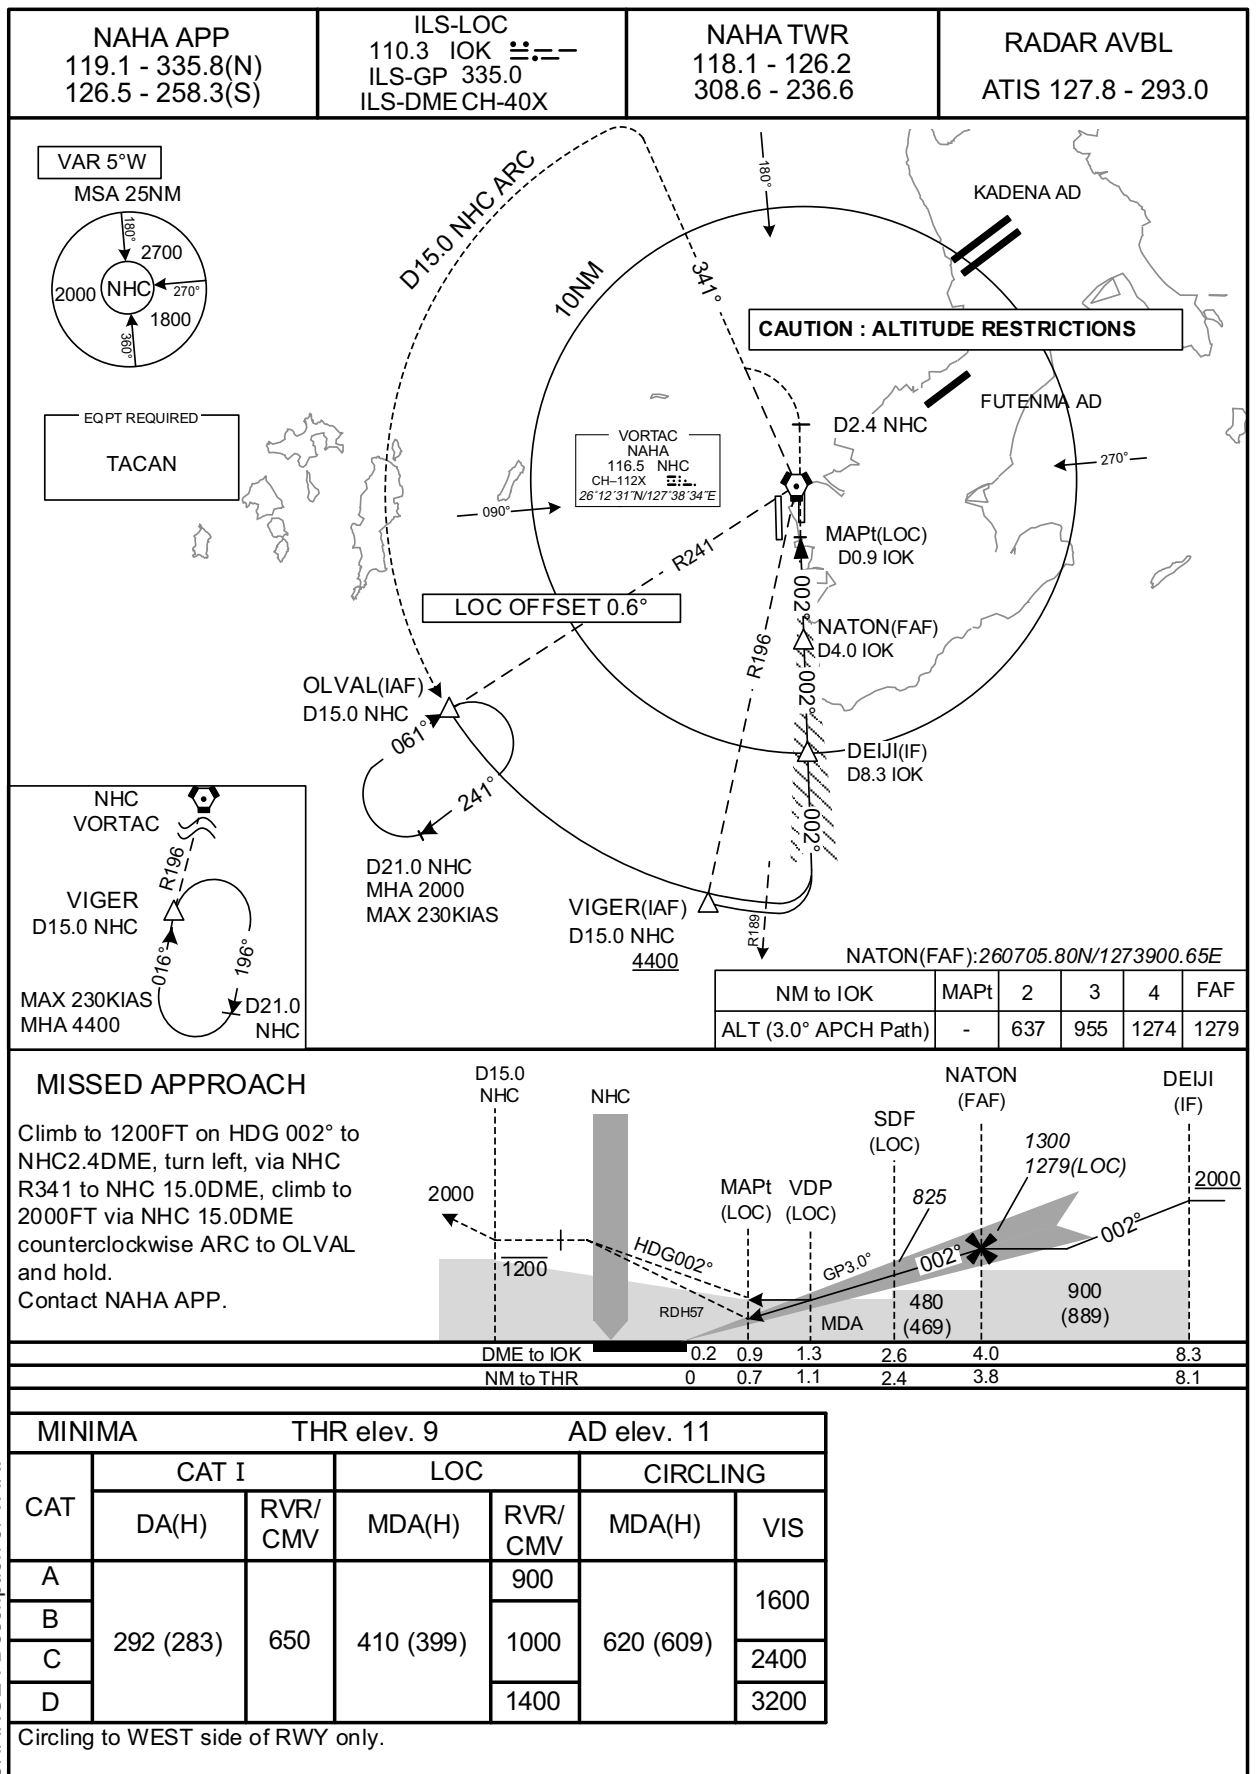 NAHA APP
119.1 - 335.8(N)
126.5 - 258.3(S)
ILS-LOC
110.3 IOK
ILS-GP 335.0
ILS-DME CH-40X
NAHA TWR
118.1 - 126.2
308.6 - 236.6
RADAR AVBL
ATIS 127.8 - 293.0
VAR 5°W
MSA 25NM
180°
2700
2000
NHC
270°
1800
360°
EQPT REQUIRED
TACAN
D15.0 NHC ARC
10NM
341°
180°
KADENA AD
CAUTION : ALTITUDE RESTRICTIONS
FUTENMA AD
D2.4 NHC
270°
VORTAC
NAHA
116.5 NHC
CH–112X
26°12'31"N/127°38'34"E
090°
R241
MAPt(LOC)
D0.9 IOK
LOC OFFSET 0.6°
002°
NATON(FAF)
D4.0 IOK
R196
002°
OLVAL(IAF)
D15.0 NHC
061°
241°
DEIJI(IF)
D8.3 IOK
002°
D21.0 NHC
MHA 2000
MAX 230KIAS
VIGER(IAF)
D15.0 NHC
4400
R189
NHC
VORTAC
R196
VIGER
D15.0 NHC
016°
196°
MAX 230KIAS
MHA 4400
D21.0
NHC
NATON(FAF):260705.80N/1273900.65E
NM to IOK MAPt 2 3 4 FAF
ALT (3.0° APCH Path) - 637 955 1274 1279
MISSED APPROACH
Climb to 1200FT on HDG 002° to
NHC2.4DME, turn left, via NHC
R341 to NHC 15.0DME, climb to
2000FT via NHC 15.0DME
counterclockwise ARC to OLVAL
and hold.
Contact NAHA APP.
D15.0
NHC
NHC
NATON
(FAF)
DEIJI
(IF)
SDF
(LOC)
1300
1279(LOC)
2000
MAPt
(LOC)
VDP
(LOC)
825
2000
002°
HDG002°
GP3.0°
002°
1200
RDH57
MDA
480
(469)
900
(889)
DME to IOK 0.2 0.9 1.3 2.6 4.0 8.3
NM to THR 0 0.7 1.1 2.4 3.8 8.1
MINIMA THR elev. 9 AD elev. 11
CAT
CAT I LOC CIRCLING
DA(H) RVR/CMV MDA(H) RVR/CMV MDA(H) VIS
A 900
B 1600
292 (283) 650 410 (399) 1000 620 (609)
C 2400
D 1400 3200
Circling to WEST side of RWY only.